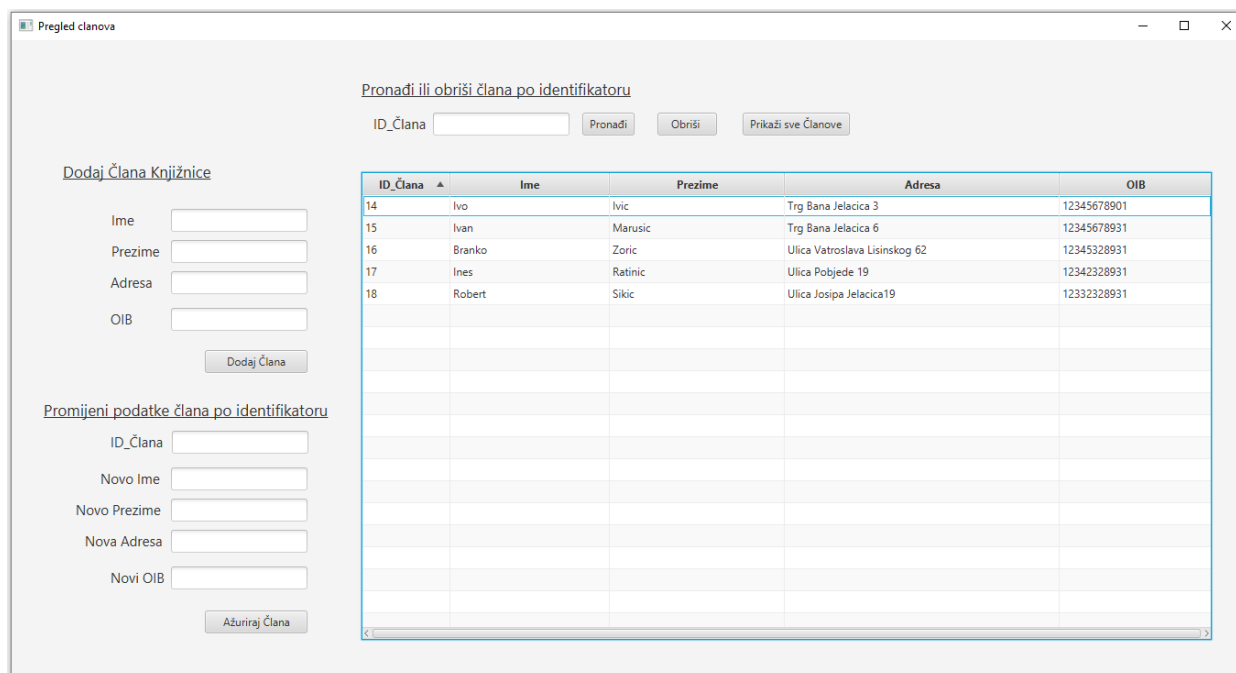 Pregled clanova
Pronađi ili obriši člana po identifikatoru
ID_Člana Pronađi Obriši Prikaži sve Članove
Dodaj Člana Knjižnice
Ime
Prezime
Adresa
OIB
Dodaj Člana
Promijeni podatke člana po identifikatoru
ID_Člana
Novo Ime
Novo Prezime
Nova Adresa
Novi OIB
Ažuriraj Člana
ID_Člana Ime Prezime Adresa OIB
14 Ivo Ivic Trg Bana Jelacica 3 12345678901
15 Ivan Marusic Trg Bana Jelacica 6 12345678931
16 Branko Zoric Ulica Vatroslava Lisinskog 62 12345328931
17 Ines Ratinic Ulica Pobjede 19 12342328931
18 Robert Sikic Ulica Josipa Jelacica19 12332328931